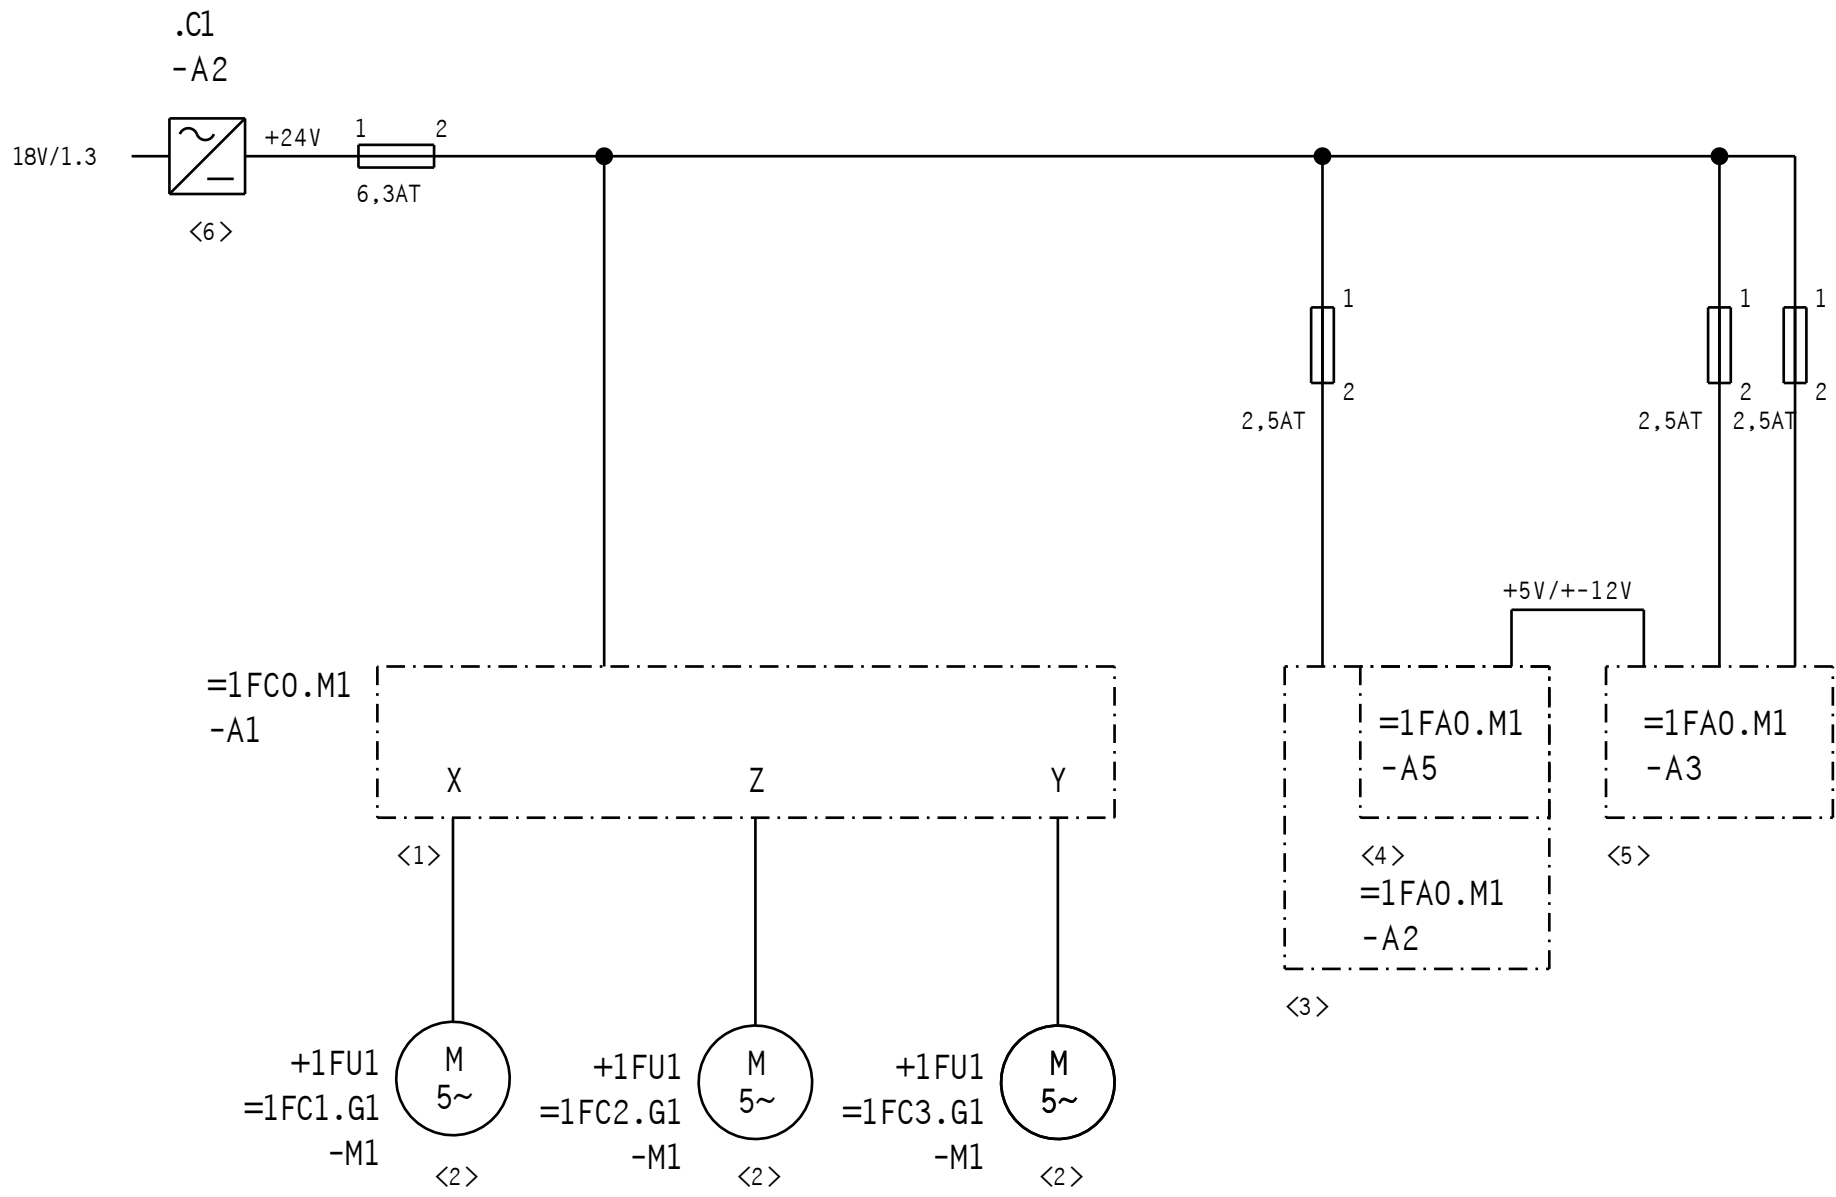 .C1
-A2
18V/1.3
+24V
1
2
6,3AT
<6>
1
2
2,5AT
1
2
2,5AT
1
2
2,5AT
+5V/+-12V
=1FC0.M1
-A1
X
Z
Y
<1>
=1FA0.M1
-A5
<4>
=1FA0.M1
-A2
<3>
=1FA0.M1
-A3
<5>
M
5~
+1FU1
=1FC1.G1
-M1
<2>
M
5~
+1FU1
=1FC2.G1
-M1
<2>
M
5~
+1FU1
=1FC3.G1
-M1
<2>